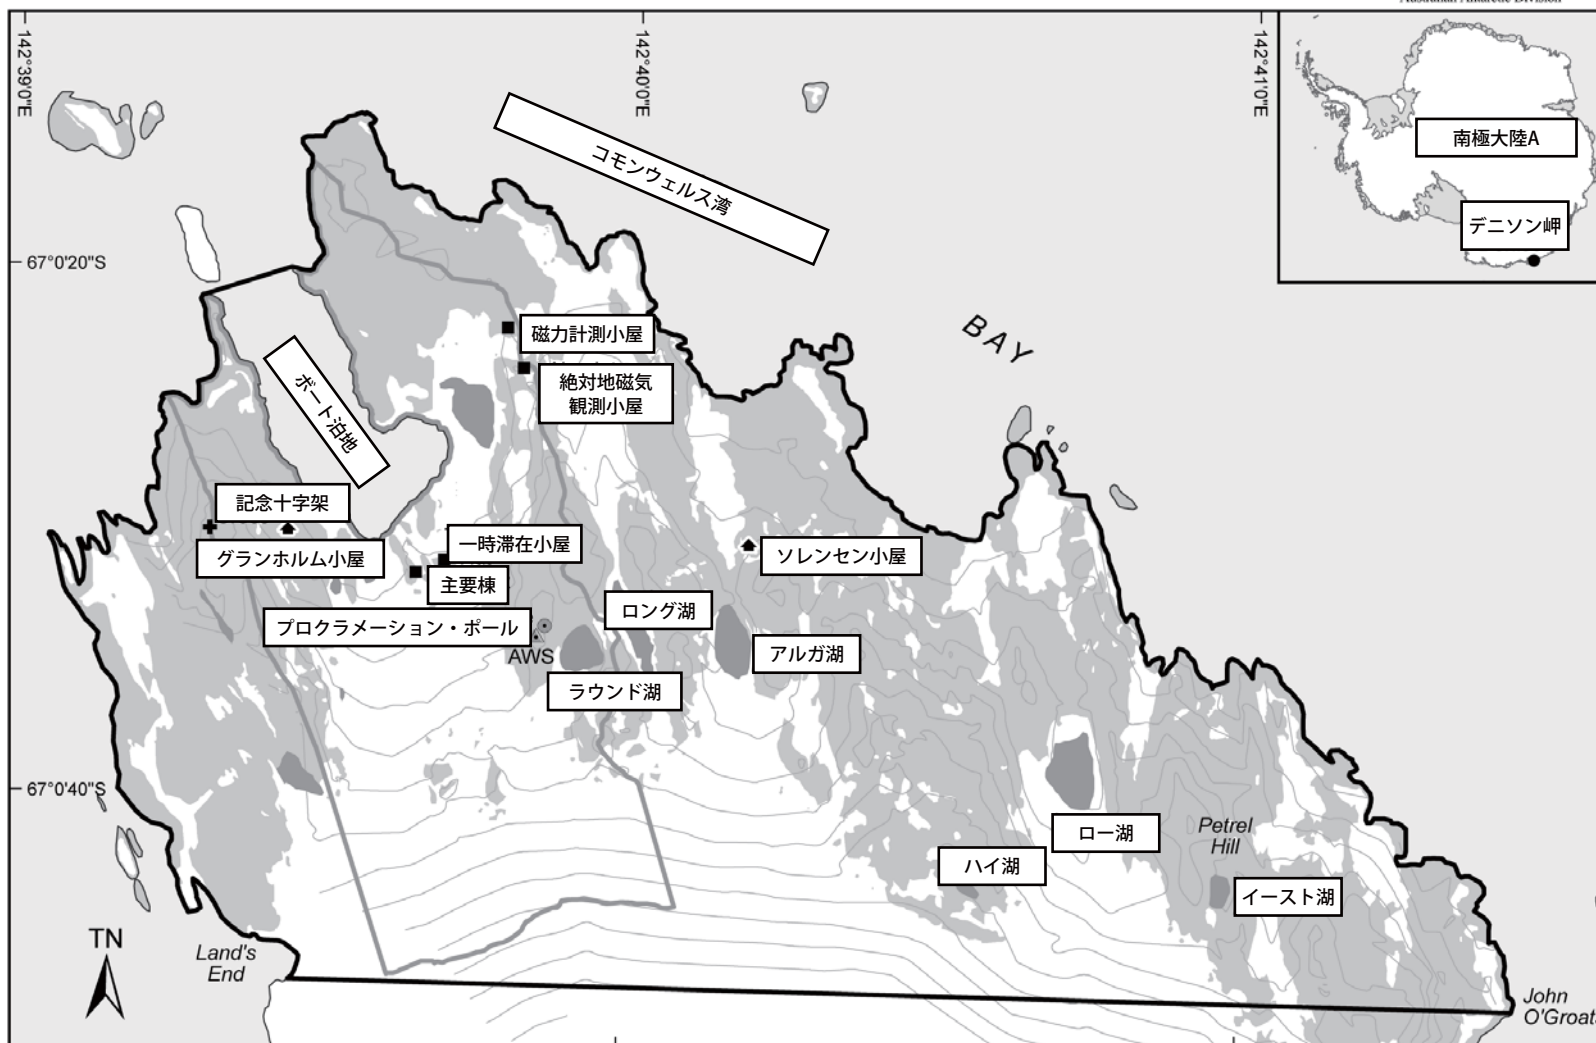 Australian Antarctic Division
142°39'0"E
142°40'0"E
142°41'0"E
南極大陸A
デニソン岬
コモンウェルス湾
67°0'20"S
BAY
磁力計測小屋
絶対地磁気
観測小屋
ボート泊地
記念十字架
グランホルム小屋
一時滞在小屋
主要棟
ソレンセン小屋
プロクラメーション・ポール
AWS
ロング湖
アルガ湖
ラウンド湖
67°0'40"S
ロー湖
Petrel
Hill
ハイ湖
イースト湖
TN
Land's
End
John
O'Groats